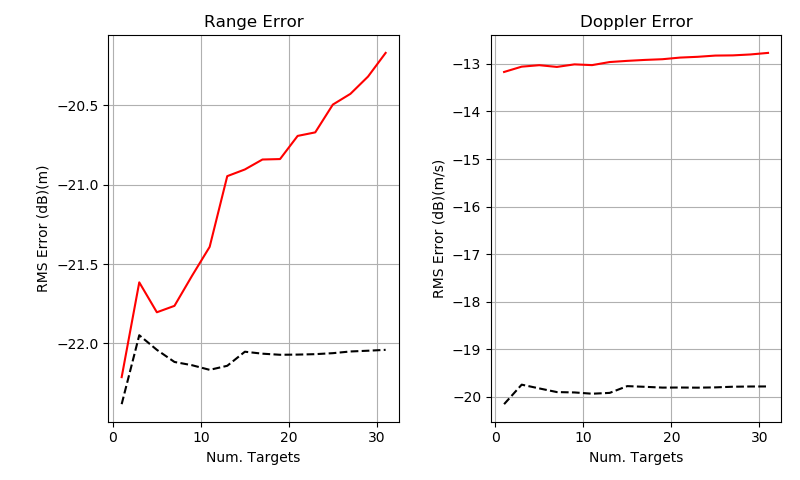 Range Error
RMS Error (dB)(m)
−20.5
−21.0
−21.5
−22.0
0 10 20 30
Num. Targets
Doppler Error
RMS Error (dB)(m/s)
−13
−14
−15
−16
−17
−18
−19
−20
0 10 20 30
Num. Targets